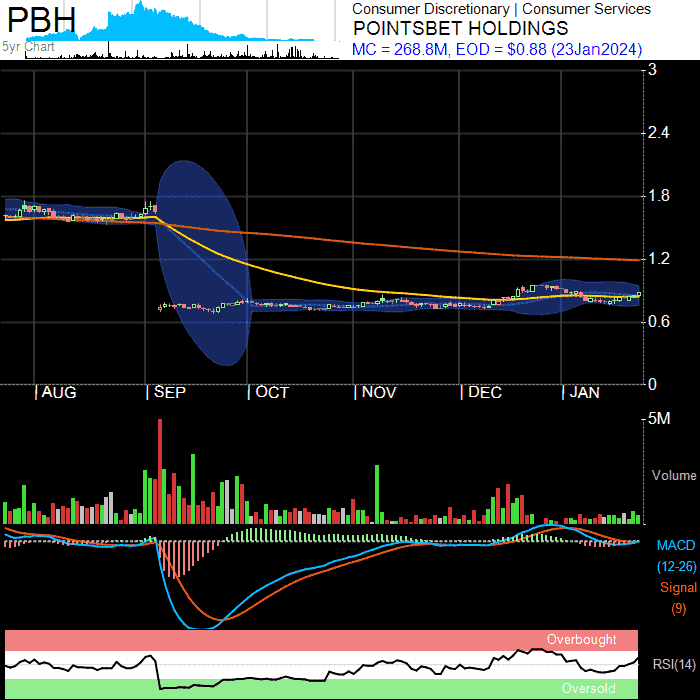 PBH
5yr Chart
Consumer Discretionary | Consumer Services
POINTSBET HOLDINGS
MC = 268.8M, EOD = $0.88 (23Jan2024)
3
2.4
1.8
1.2
0.6
0
| AUG | SEP | OCT | NOV | DEC | JAN
5M
Volume
MACD
(12-26)
Signal
(9)
Overbought
RSI(14)
Oversold